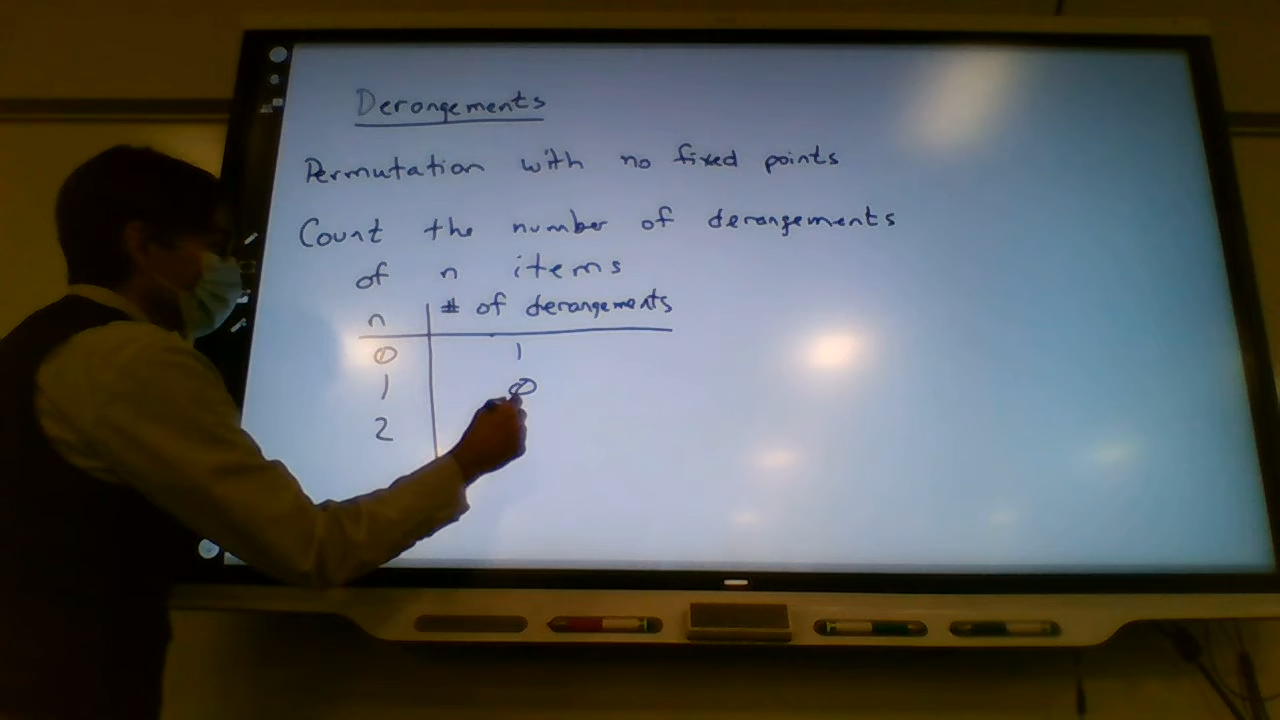 Derangements
Permutation with no fixed points
Count the number of derangements
of n items
n # of derangements
0 1
1 0
2